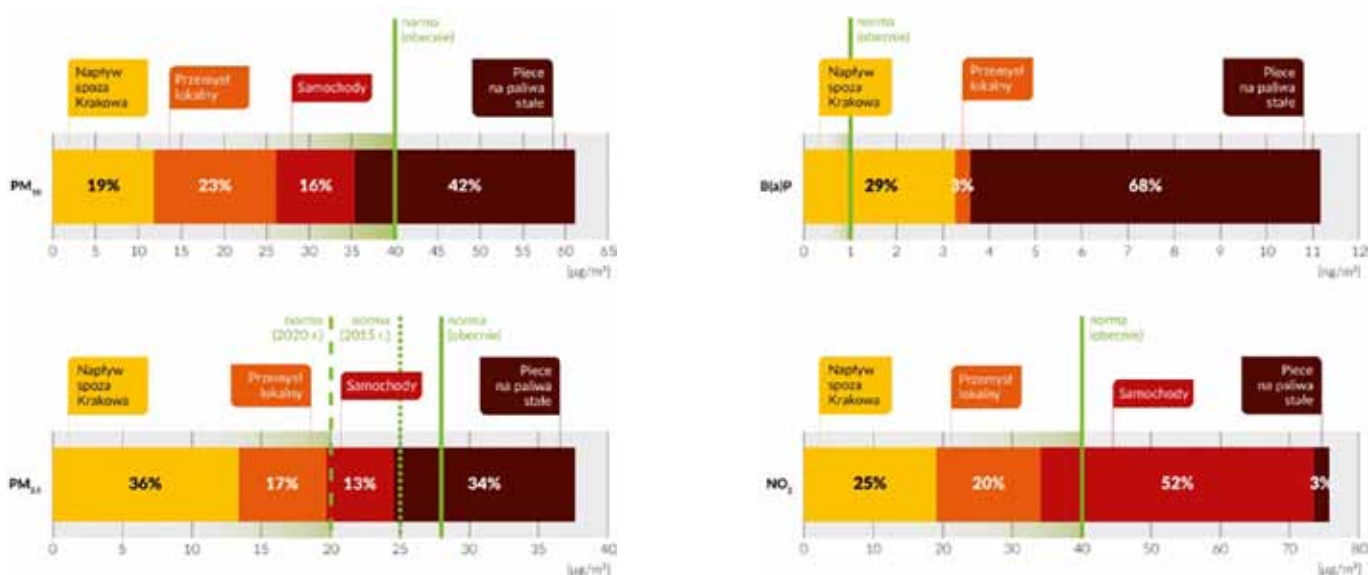 norma
(obecnie)
Napływ
spoza
Krakowa
Przemysł
lokalny
Samochody
Piece
na paliwa
stałe
PM₁₀
19%
23%
16%
42%
0 5 10 15 20 25 30 35 40 45 50 55 60 65
[µg/m³]
norma
(obecnie)
Napływ
spoza
Krakowa
Przemysł
lokalny
Piece
na paliwa
stałe
B(a)P
29%
3%
68%
0 1 2 3 4 5 6 7 8 9 10 11 12
[ng/m³]
norma
(2020 r.)
norma
(2015 r.)
norma
(obecnie)
Napływ
spoza
Krakowa
Przemysł
lokalny
Samochody
Piece
na paliwa
stałe
PM₂.₅
36%
17%
13%
34%
0 5 10 15 20 25 30 35 40
[µg/m³]
norma
(obecnie)
Napływ
spoza
Krakowa
Przemysł
lokalny
Samochody
Piece
na paliwa
stałe
NO₂
25%
20%
52%
3%
0 10 20 30 40 50 60 70 80
[µg/m³]